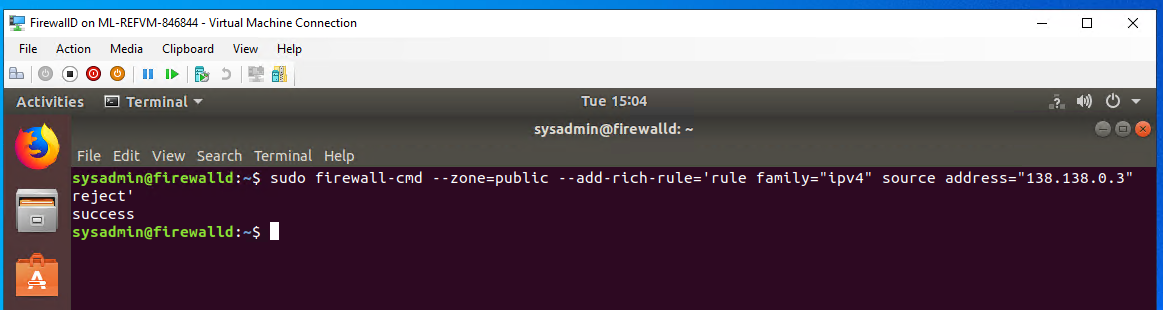 FirewallD on ML-REFVM-846844 - Virtual Machine Connection
File Action Media Clipboard View Help
Activities Terminal Tue 15:04
sysadmin@firewalld: ~
File Edit View Search Terminal Help
sysadmin@firewalld:~$ sudo firewall-cmd --zone=public --add-rich-rule='rule family="ipv4" source address="138.138.0.3"
reject'
success
sysadmin@firewalld:~$